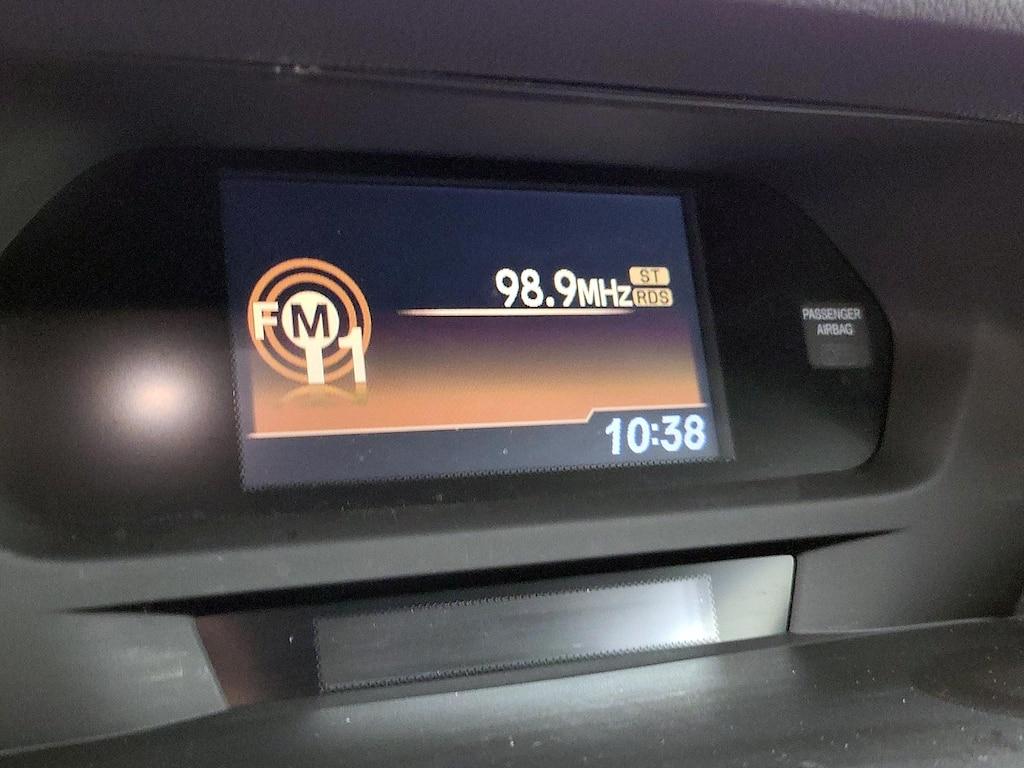 FM1
98.9MHz
ST
RDS
10:38
PASSENGER
AIRBAG